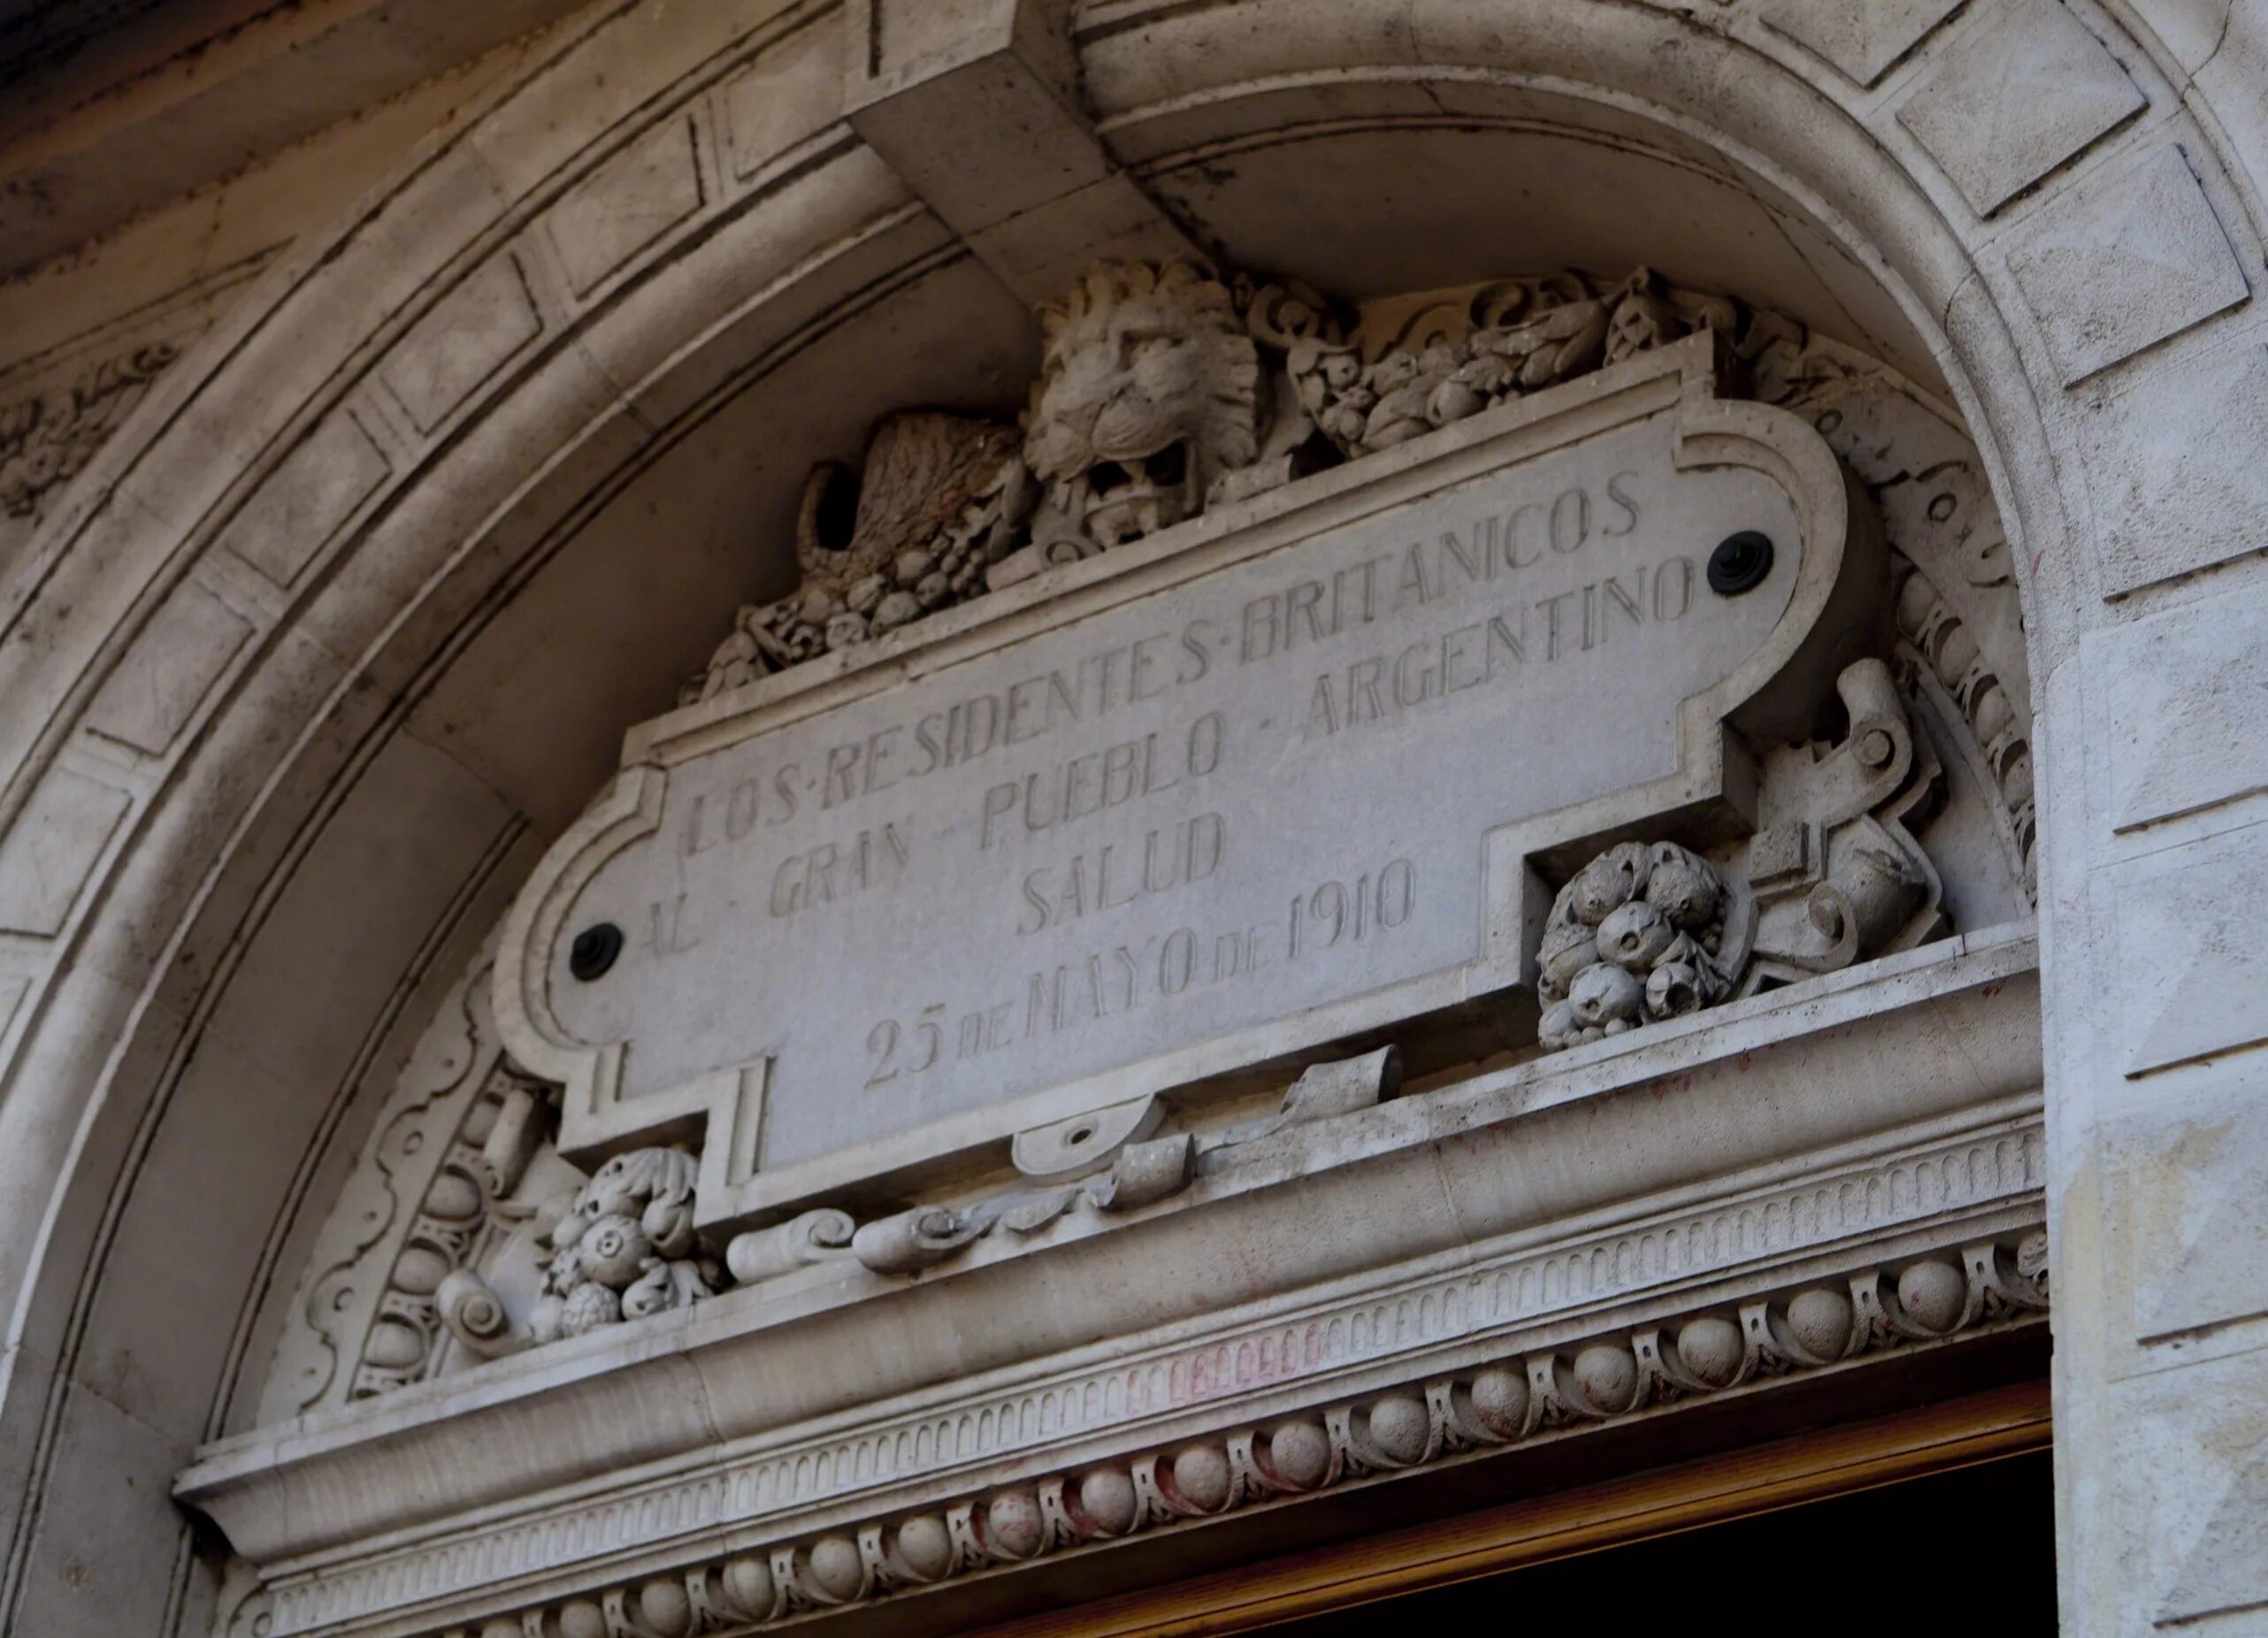 LOS·RESIDENTES·BRITANICOS
AL · GRAN · PUEBLO · ARGENTINO
SALUD
25 DE MAYO DE 1910